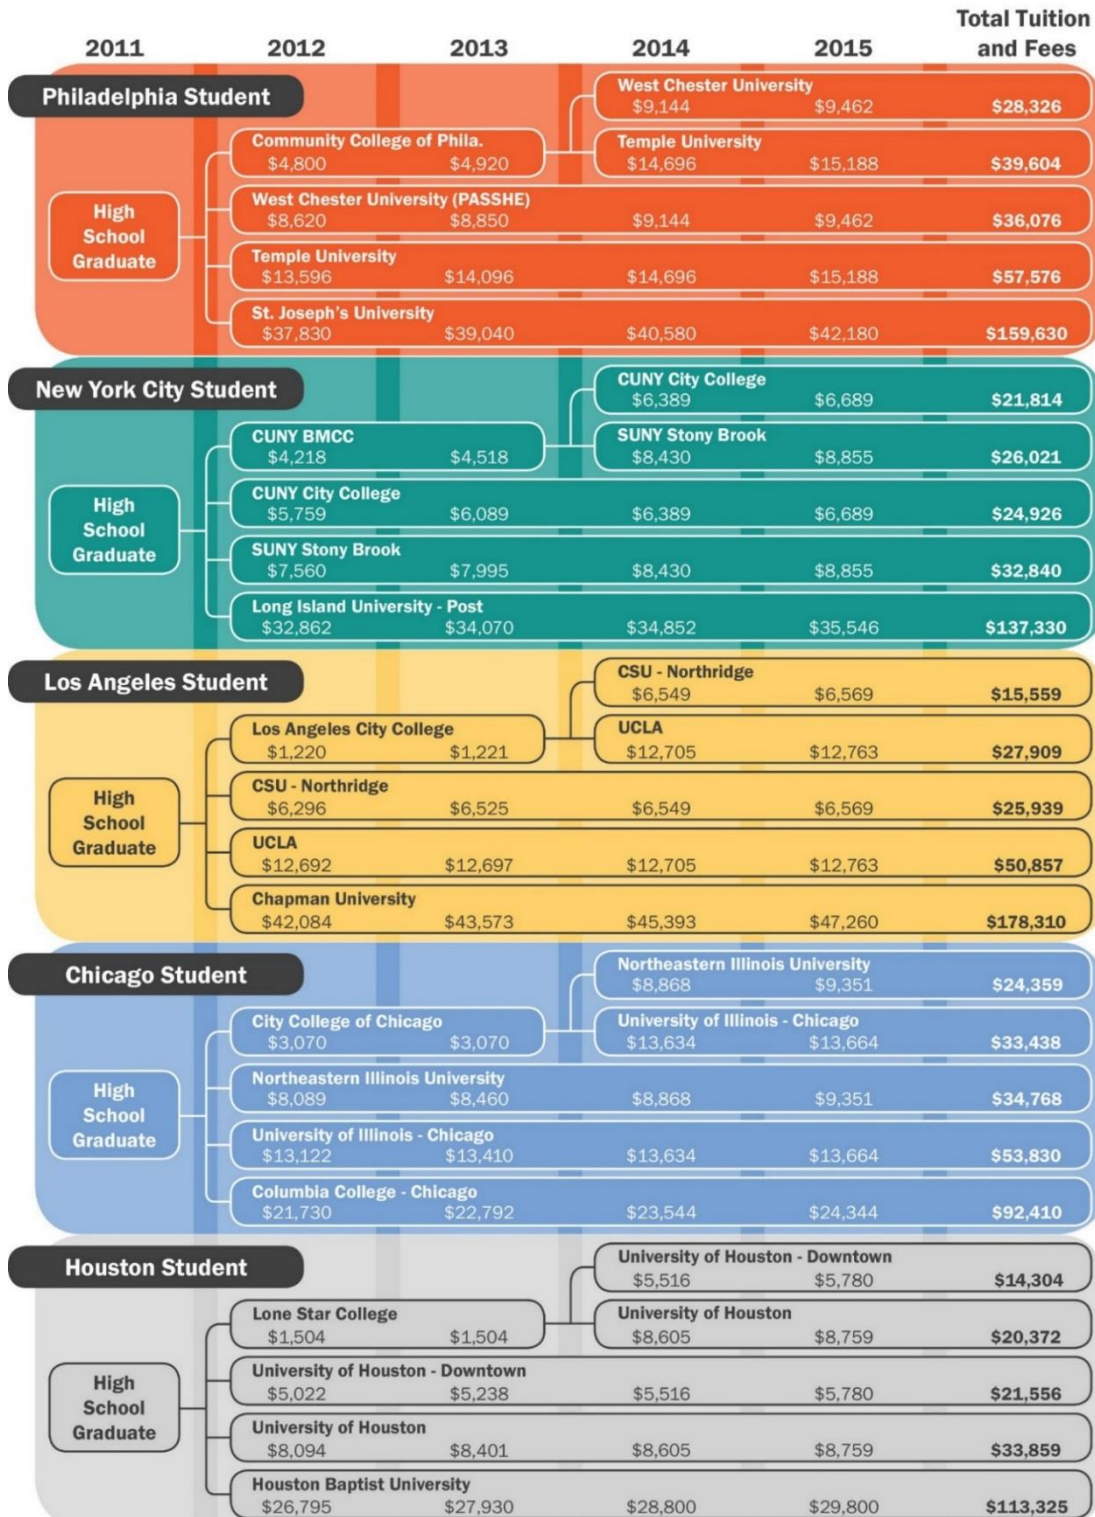 Total Tuition
2011 2012 2013 2014 2015 and Fees
Philadelphia Student
West Chester University
$9,144 $9,462 $28,326
Community College of Phila.
$4,800 $4,920
Temple University
$14,696 $15,188 $39,604
High
School
Graduate
West Chester University (PASSHE)
$8,620 $8,850 $9,144 $9,462 $36,076
Temple University
$13,596 $14,096 $14,696 $15,188 $57,576
St. Joseph's University
$37,830 $39,040 $40,580 $42,180 $159,630
New York City Student
CUNY City College
$6,389 $6,689 $21,814
CUNY BMCC
$4,218 $4,518
SUNY Stony Brook
$8,430 $8,855 $26,021
High
School
Graduate
CUNY City College
$5,759 $6,089 $6,389 $6,689 $24,926
SUNY Stony Brook
$7,560 $7,995 $8,430 $8,855 $32,840
Long Island University - Post
$32,862 $34,070 $34,852 $35,546 $137,330
Los Angeles Student
CSU - Northridge
$6,549 $6,569 $15,559
Los Angeles City College
$1,220 $1,221
UCLA
$12,705 $12,763 $27,909
High
School
Graduate
CSU - Northridge
$6,296 $6,525 $6,549 $6,569 $25,939
UCLA
$12,692 $12,697 $12,705 $12,763 $50,857
Chapman University
$42,084 $43,573 $45,393 $47,260 $178,310
Chicago Student
Northeastern Illinois University
$8,868 $9,351 $24,359
City College of Chicago
$3,070 $3,070
University of Illinois - Chicago
$13,634 $13,664 $33,438
High
School
Graduate
Northeastern Illinois University
$8,089 $8,460 $8,868 $9,351 $34,768
University of Illinois - Chicago
$13,122 $13,410 $13,634 $13,664 $53,830
Columbia College - Chicago
$21,730 $22,792 $23,544 $24,344 $92,410
Houston Student
University of Houston - Downtown
$5,516 $5,780 $14,304
Lone Star College
$1,504 $1,504
University of Houston
$8,605 $8,759 $20,372
High
School
Graduate
University of Houston - Downtown
$5,022 $5,238 $5,516 $5,780 $21,556
University of Houston
$8,094 $8,401 $8,605 $8,759 $33,859
Houston Baptist University
$26,795 $27,930 $28,800 $29,800 $113,325